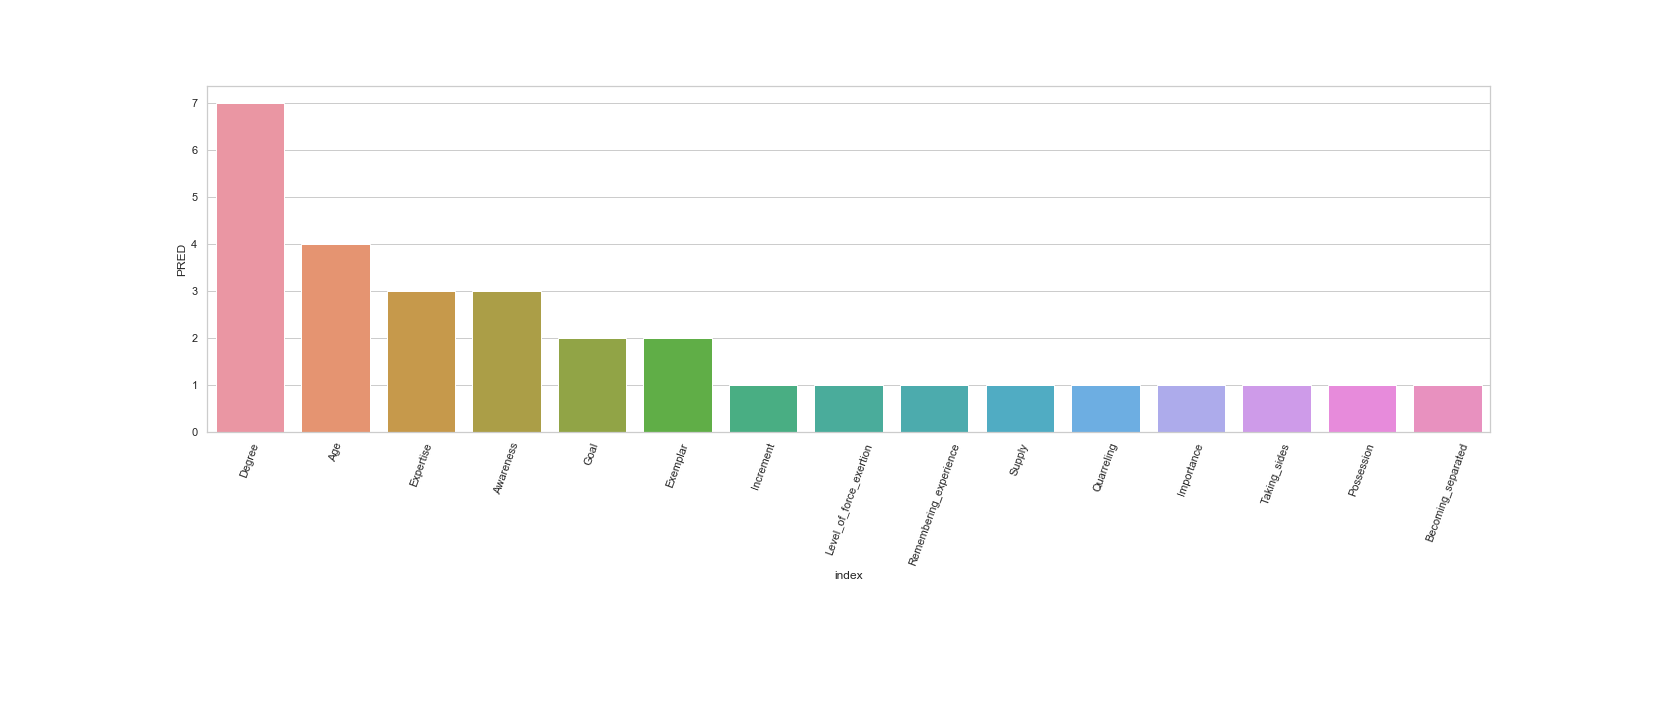 7
6
5
4
3
2
1
0
PRED
Degree
Age
Expertise
Awareness
Goal
Exemplar
Increment
Level_of_force_exertion
Remembering_experience
Supply
Quarreling
Importance
Taking_sides
Possession
Becoming_separated
index